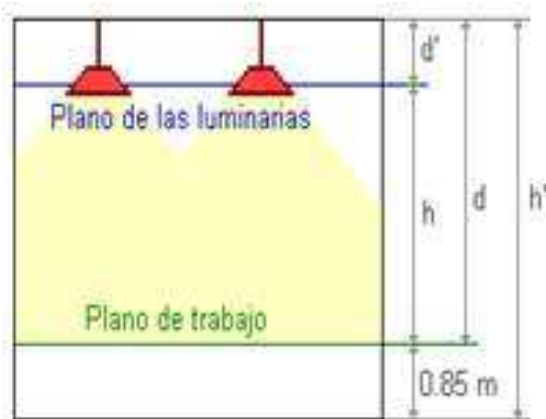 d'
Plano de las luminarias
h
d
h'
Plano de trabajo
0.85 m